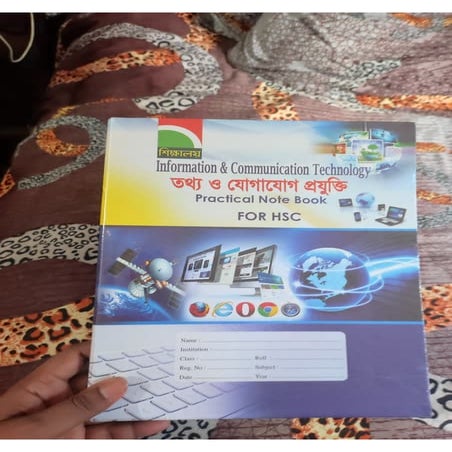 শিক্ষালয়
Information & Communication Technology
তথ্য ও যোগাযোগ প্রযুক্তি
Practical Note Book
FOR HSC
Name :
Institution :
Class : Roll
Reg. No : Subject
Date Year